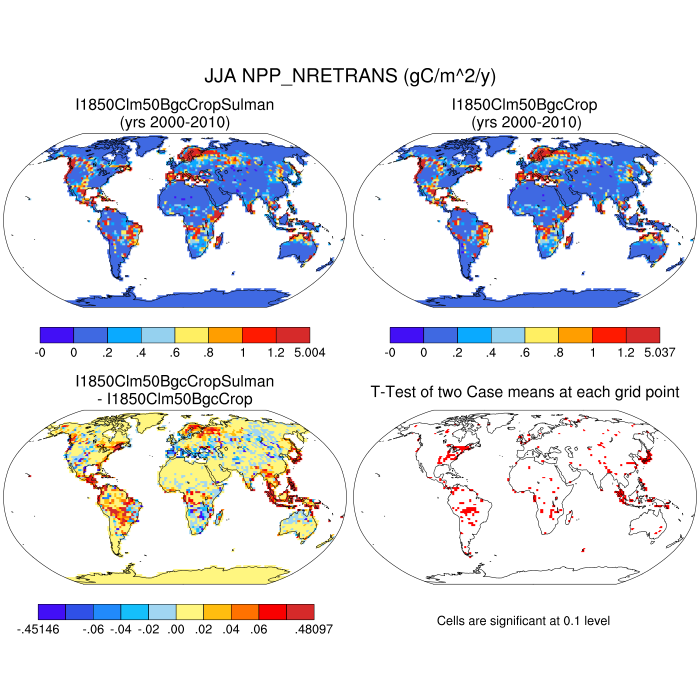 JJA NPP_NRETRANS (gC/m^2/y)
I1850Clm50BgcCropSulman
(yrs 2000-2010)
I1850Clm50BgcCrop
(yrs 2000-2010)
-0 0 .2 .4 .6 .8 1 1.2 5.004
-0 0 .2 .4 .6 .8 1 1.2 5.037
I1850Clm50BgcCropSulman
- I1850Clm50BgcCrop
T-Test of two Case means at each grid point
-.45146 -.06 -.04 -.02 .00 .02 .04 .06 .48097
Cells are significant at 0.1 level